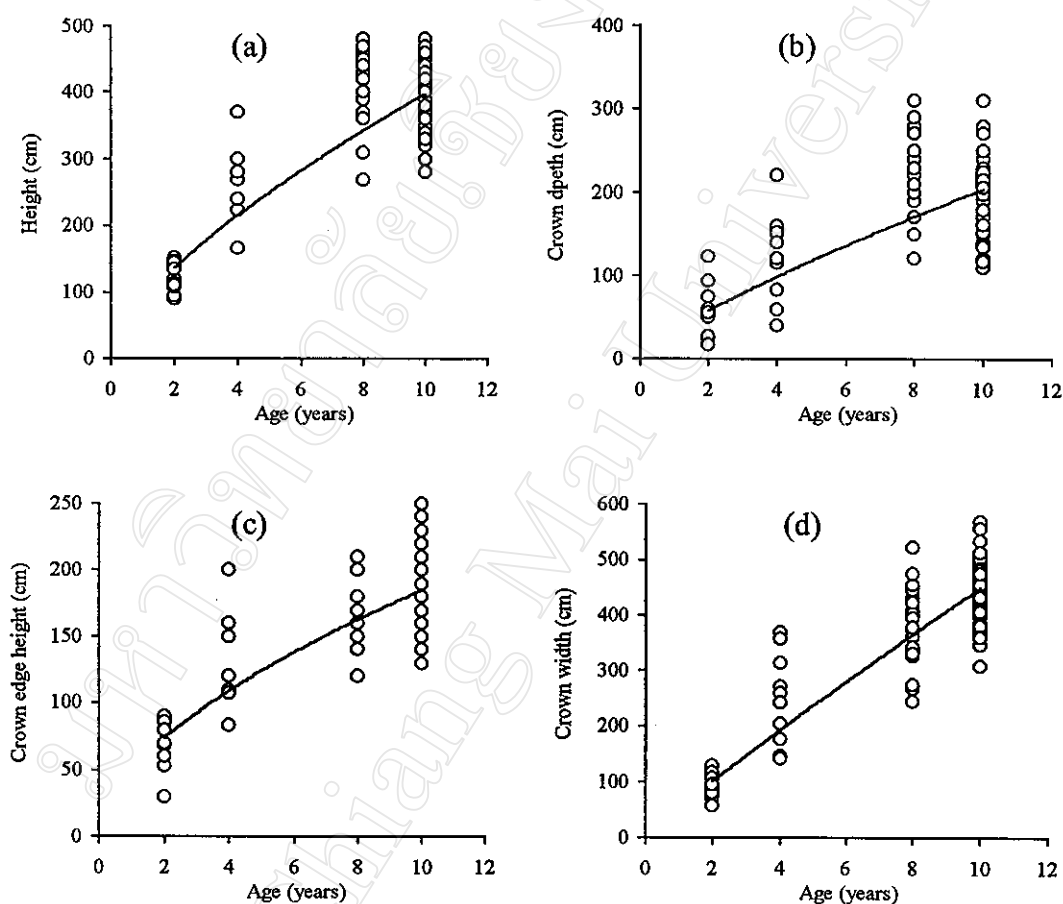 (a)
Height (cm)
500
400
300
200
100
0
0 2 4 6 8 10 12
Age (years)
(b)
Crown dpeth (cm)
400
300
200
100
0
0 2 4 6 8 10 12
Age (years)
(c)
Crown edge height (cm)
250
200
150
100
50
0
0 2 4 6 8 10 12
Age (years)
(d)
Crown width (cm)
600
500
400
300
200
100
0
0 2 4 6 8 10 12
Age (years)